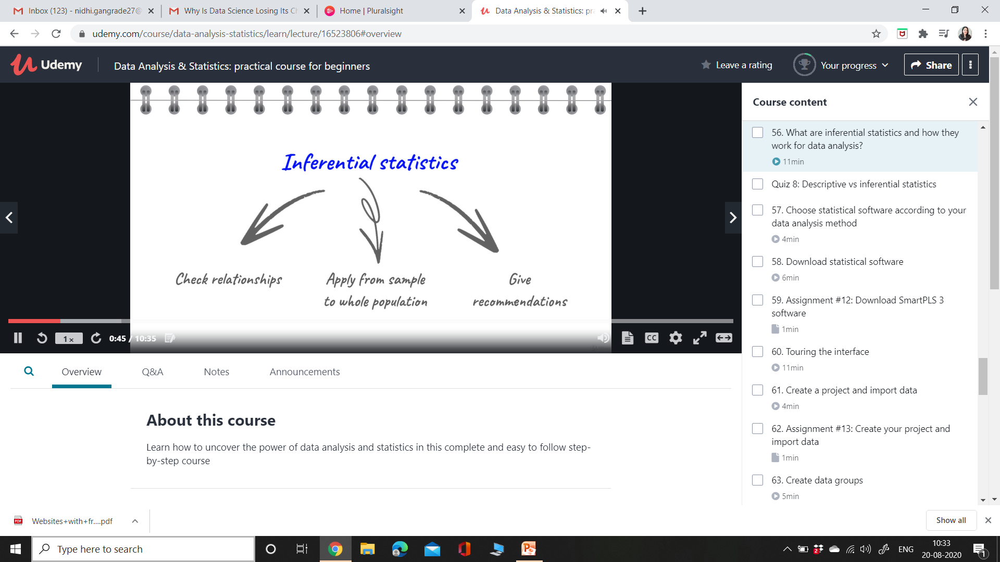 Inbox (123) - nidhi.gangrade27@
Why Is Data Science Losing Its Ch
Home | Pluralsight
Data Analysis & Statistics: pra
udemy.com/course/data-analysis-statistics/learn/lecture/16523806#overview
Udemy
Data Analysis & Statistics: practical course for beginners
Leave a rating
Your progress
Share
Inferential statistics
Check relationships
Apply from sample
to whole population
Give
recommendations
1x
0:45 / 10:35
CC
Course content
56. What are inferential statistics and how they
work for data analysis?
11min
Quiz 8: Descriptive vs inferential statistics
57. Choose statistical software according to your
data analysis method
4min
58. Download statistical software
6min
59. Assignment #12: Download SmartPLS 3
software
1min
60. Touring the interface
11min
61. Create a project and import data
4min
62. Assignment #13: Create your project and
import data
1min
63. Create data groups
5min
Overview
Q&A
Notes
Announcements
About this course
Learn how to uncover the power of data analysis and statistics in this complete and easy to follow step-
by-step course
PDF
Websites+with+fr....pdf
Show all
Type here to search
2
ENG
10:33
20-08-2020
1